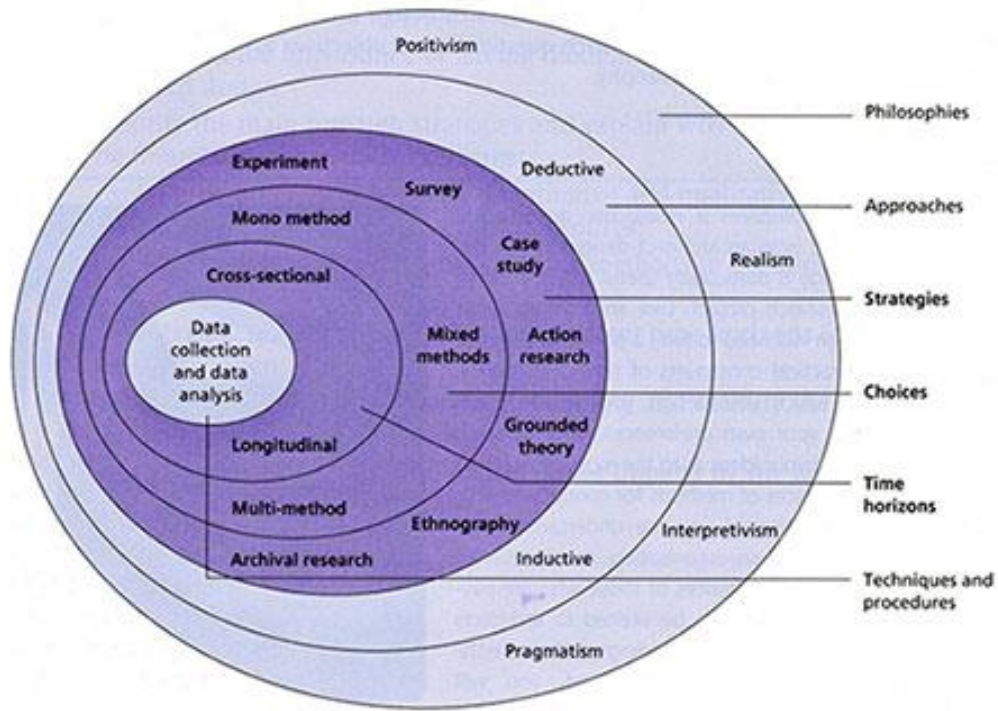 Positivism
Philosophies
Deductive
Approaches
Realism
Strategies
Experiment
Survey
Case
study
Action
research
Grounded
theory
Ethnography
Archival research
Mono method
Mixed
methods
Multi-method
Choices
Cross-sectional
Longitudinal
Time
horizons
Data
collection
and data
analysis
Techniques and
procedures
Inductive
Interpretivism
Pragmatism